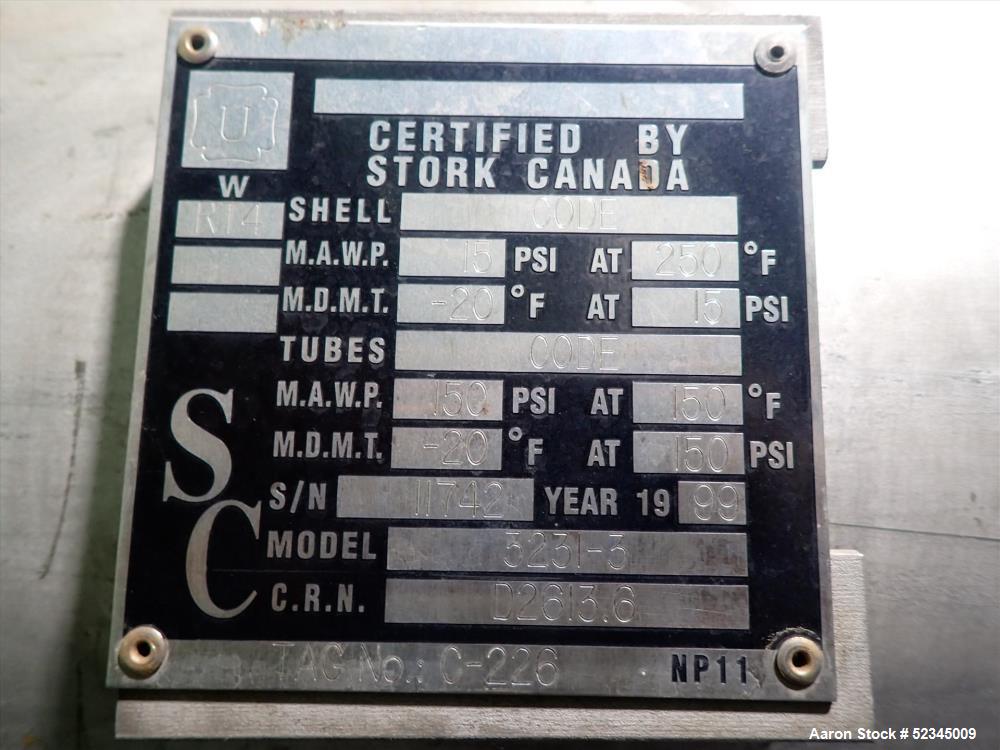 U
CERTIFIED BY
STORK CANADA
W
RT4
SHELL CODE
M.A.W.P. 15 PSI AT 250 °F
M.D.M.T. -20 °F AT 15 PSI
TUBES CODE
M.A.W.P. 150 PSI AT 150 °F
M.D.M.T. -20 °F AT 150 PSI
SC
S/N 11742 YEAR 19 99
MODEL 3231-3
C.R.N. D2613.6
TAG No.: C-226 NP11
Aaron Stock # 52345009